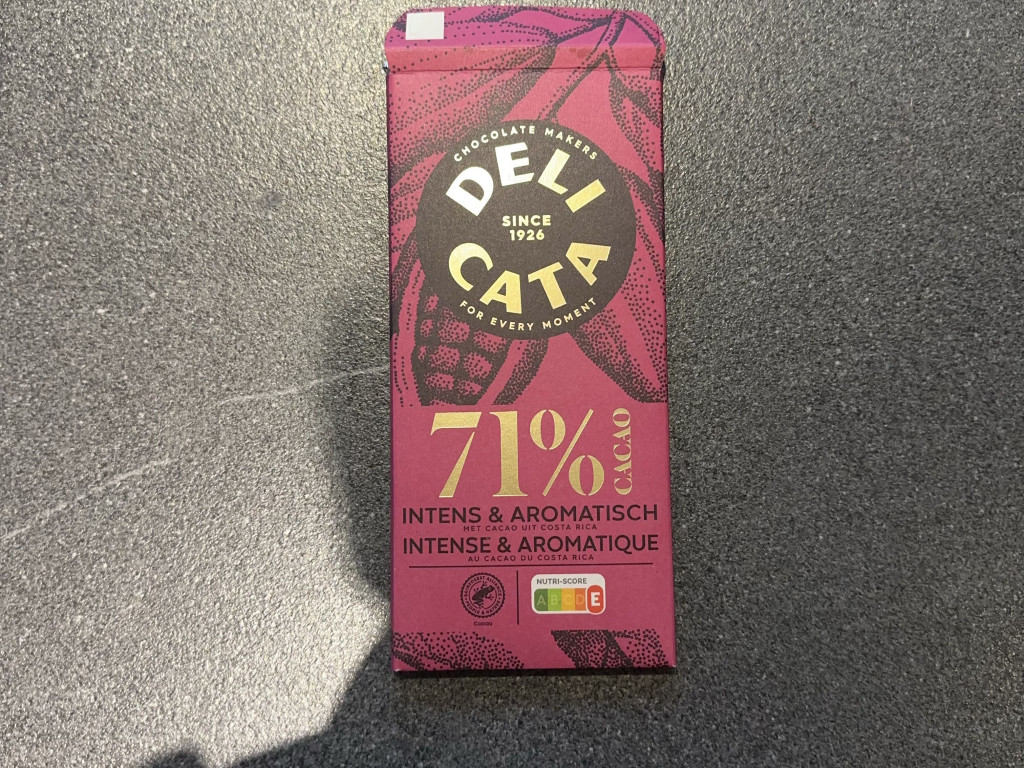 CHOCOLATE MAKERS
DELI
SINCE
1926
CATA
FOR EVERY MOMENT
71%
CACAO
INTENS & AROMATISCH
MET CACAO UIT COSTA RICA
INTENSE & AROMATIQUE
AU CACAO DU COSTA RICA
NUTRI-SCORE
A B C D E
Cacao